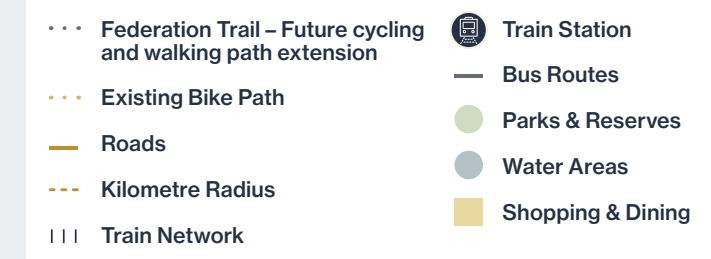 Federation Trail – Future cycling
and walking path extension
Existing Bike Path
Roads
Kilometre Radius
Train Network
Train Station
Bus Routes
Parks & Reserves
Water Areas
Shopping & Dining